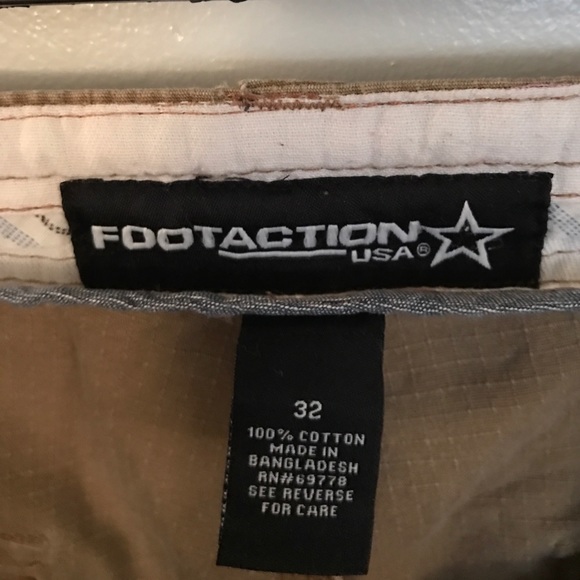 FOOTACTION
USA®
32
100% COTTON
MADE IN
BANGLADESH
RN#69778
SEE REVERSE
FOR CARE